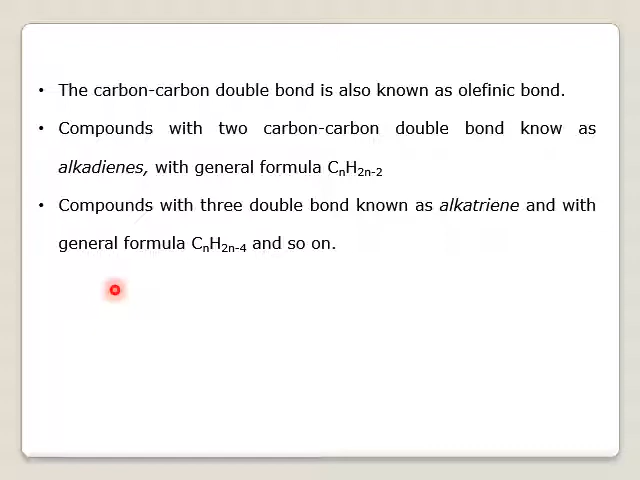 • The carbon-carbon double bond is also known as olefinic bond.
• Compounds with two carbon-carbon double bond know as
alkadienes, with general formula CnH2n-2
• Compounds with three double bond known as alkatriene and with
general formula CnH2n-4 and so on.